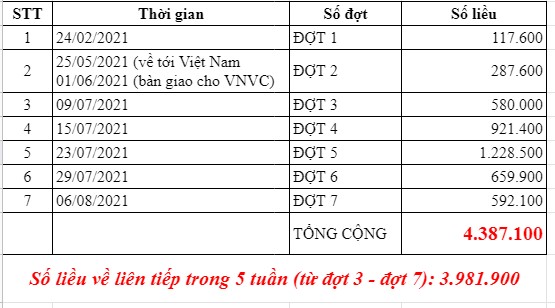 STT Thời gian Số đợt Số liều
1 24/02/2021 ĐỢT 1 117.600
2 25/05/2021 (về tới Việt Nam
01/06/2021 (bàn giao cho VNVC) ĐỢT 2 287.600
3 09/07/2021 ĐỢT 3 580.000
4 15/07/2021 ĐỢT 4 921.400
5 23/07/2021 ĐỢT 5 1.228.500
6 29/07/2021 ĐỢT 6 659.900
7 06/08/2021 ĐỢT 7 592.100
TỔNG CỘNG 4.387.100
Số liều về liên tiếp trong 5 tuần (từ đợt 3 - đợt 7): 3.981.900